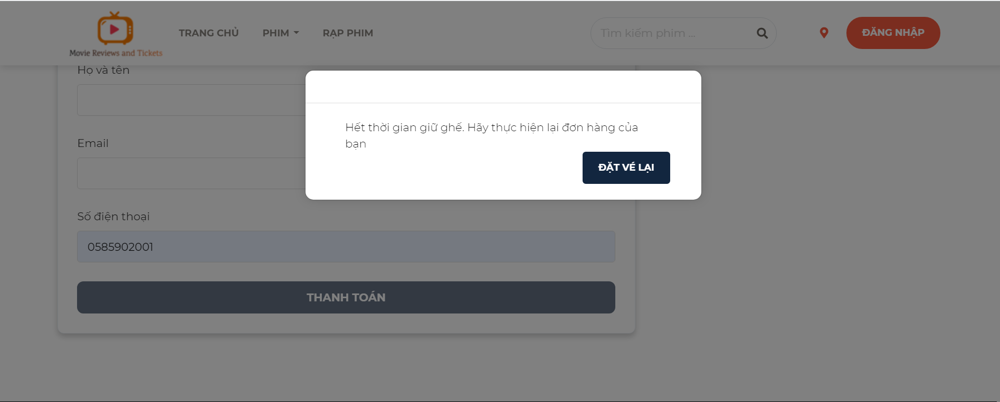 Movie Reviews and Tickets
TRANG CHỦ
PHIM
RẠP PHIM
Tìm kiếm phim ...
ĐĂNG NHẬP
Họ và tên
Email
Số điện thoại
0585902001
THANH TOÁN
Hết thời gian giữ ghế. Hãy thực hiện lại đơn hàng của
bạn
ĐẶT VÉ LẠI